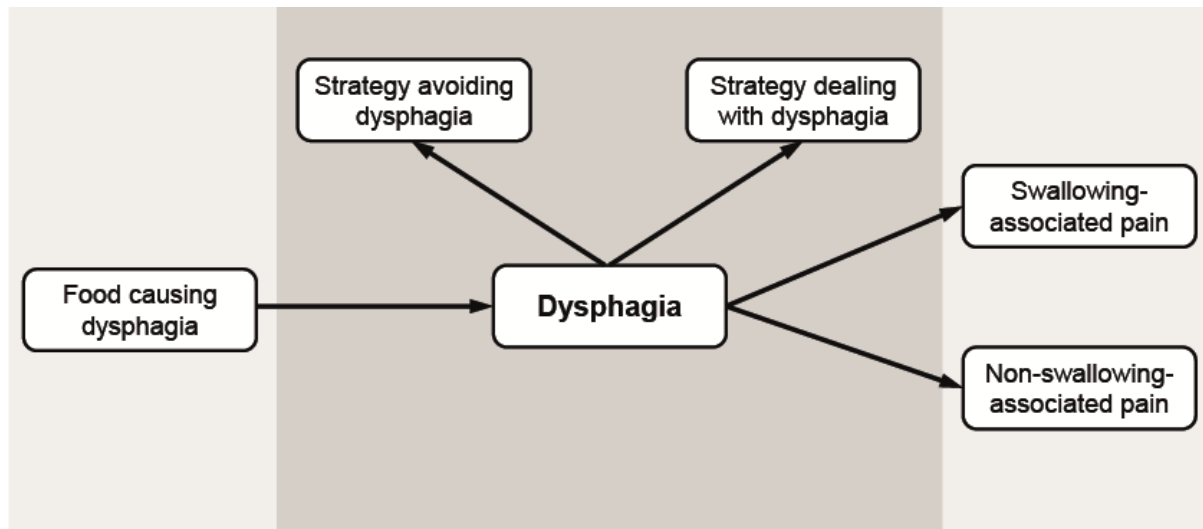 Strategy avoiding
dysphagia
Strategy dealing
with dysphagia
Swallowing-
associated pain
Food causing
dysphagia
Dysphagia
Non-swallowing-
associated pain